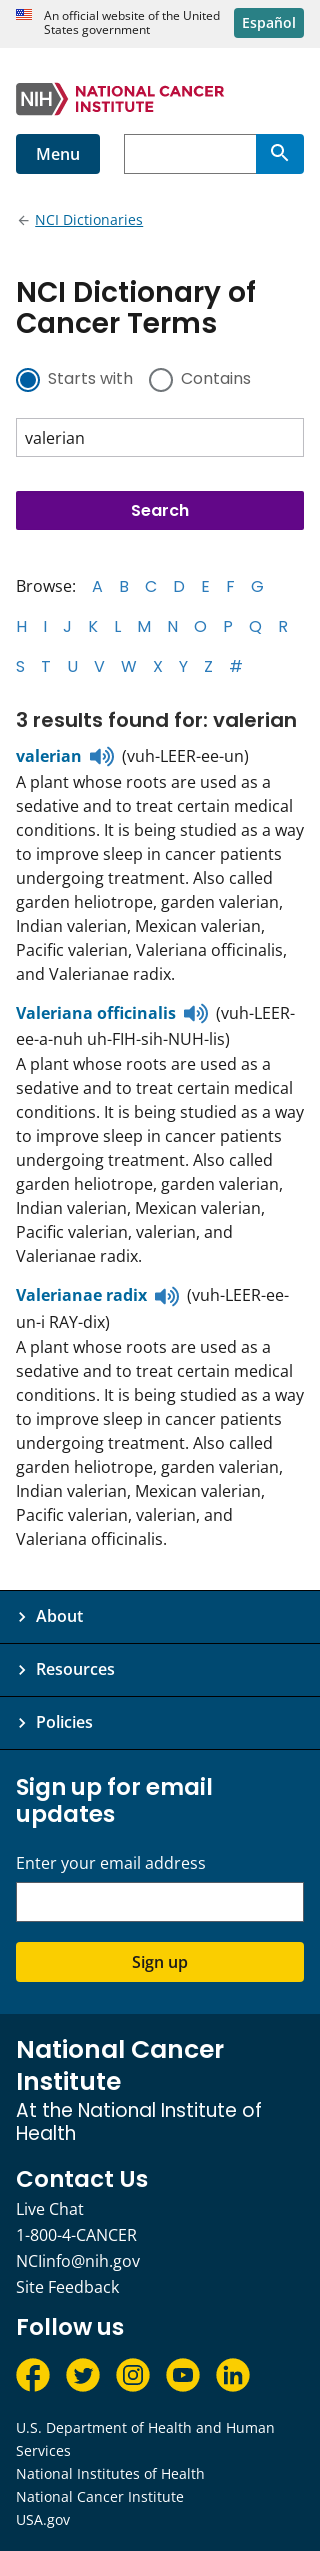 An official website of the United
States government
Español
NIH NATIONAL CANCER
INSTITUTE
Menu
NCI Dictionaries
NCI Dictionary of
Cancer Terms
Starts with Contains
valerian
Search
Browse: A B C D E F G
H I J K L M N O P Q R
S T U V W X Y Z #
3 results found for: valerian
valerian (vuh-LEER-ee-un)
A plant whose roots are used as a
sedative and to treat certain medical
conditions. It is being studied as a way
to improve sleep in cancer patients
undergoing treatment. Also called
garden heliotrope, garden valerian,
Indian valerian, Mexican valerian,
Pacific valerian, Valeriana officinalis,
and Valerianae radix.
Valeriana officinalis (vuh-LEER-
ee-a-nuh uh-FIH-sih-NUH-lis)
A plant whose roots are used as a
sedative and to treat certain medical
conditions. It is being studied as a way
to improve sleep in cancer patients
undergoing treatment. Also called
garden heliotrope, garden valerian,
Indian valerian, Mexican valerian,
Pacific valerian, valerian, and
Valerianae radix.
Valerianae radix (vuh-LEER-ee-
un-i RAY-dix)
A plant whose roots are used as a
sedative and to treat certain medical
conditions. It is being studied as a way
to improve sleep in cancer patients
undergoing treatment. Also called
garden heliotrope, garden valerian,
Indian valerian, Mexican valerian,
Pacific valerian, valerian, and
Valeriana officinalis.
About
Resources
Policies
Sign up for email
updates
Enter your email address
Sign up
National Cancer
Institute
At the National Institute of
Health
Contact Us
Live Chat
1-800-4-CANCER
NCIinfo@nih.gov
Site Feedback
Follow us
U.S. Department of Health and Human
Services
National Institutes of Health
National Cancer Institute
USA.gov